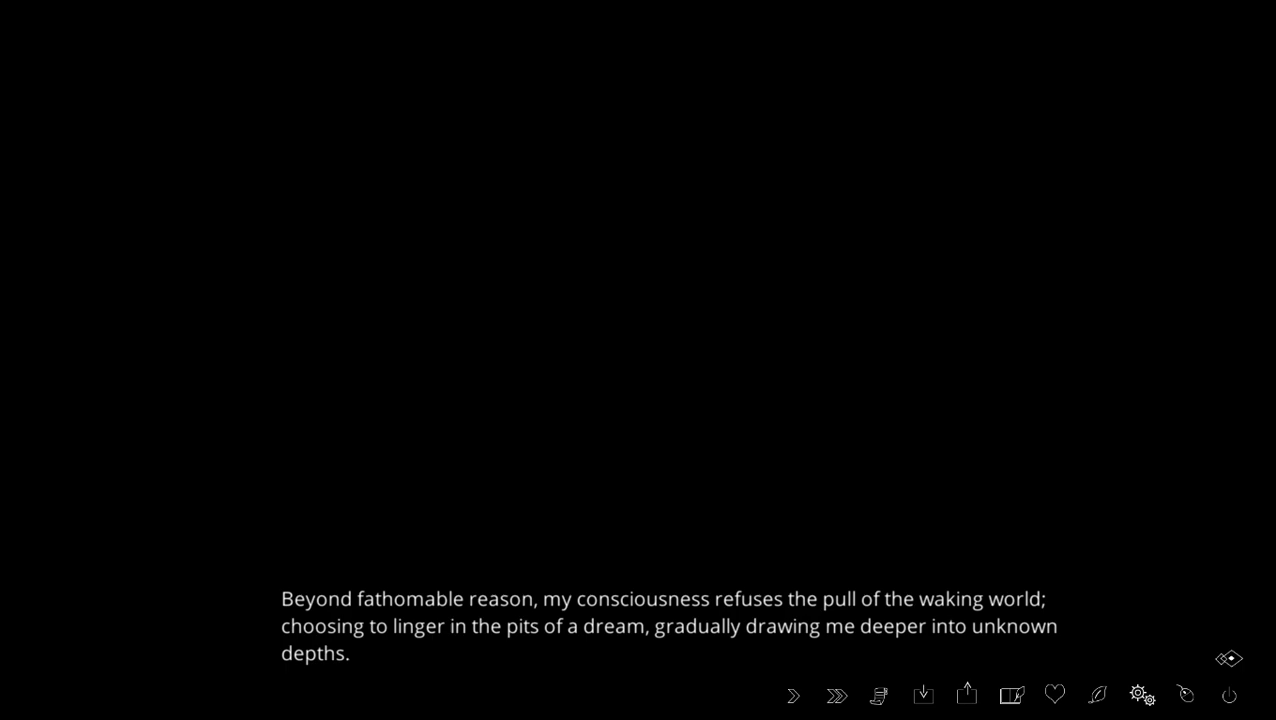 Beyond fathomable reason, my consciousness refuses the pull of the waking world;
choosing to linger in the pits of a dream, gradually drawing me deeper into unknown
depths.